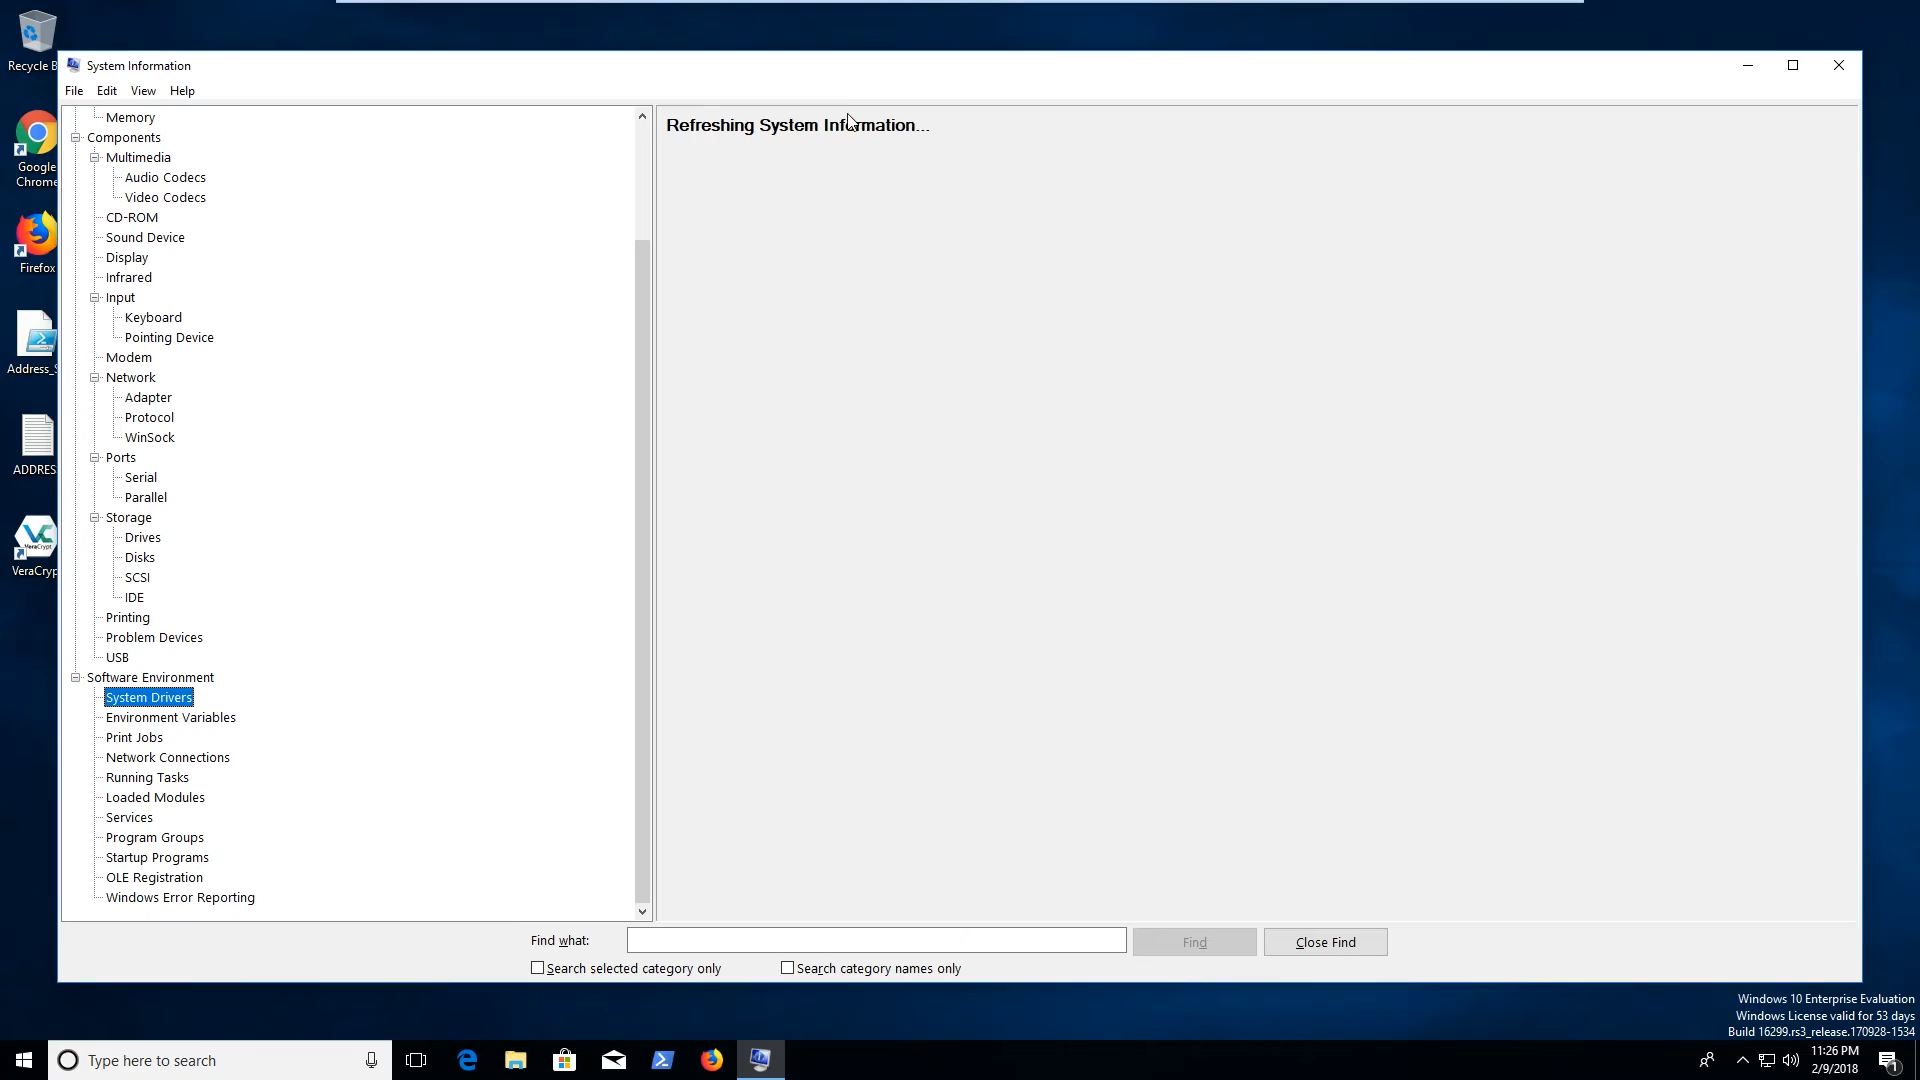 Recycle B
System Information
File Edit View Help
Memory
Components
Multimedia
Audio Codecs
Video Codecs
CD-ROM
Sound Device
Display
Infrared
Input
Keyboard
Pointing Device
Modem
Network
Adapter
Protocol
WinSock
Ports
Serial
Parallel
Storage
Drives
Disks
SCSI
IDE
Printing
Problem Devices
USB
Software Environment
System Drivers
Environment Variables
Print Jobs
Network Connections
Running Tasks
Loaded Modules
Services
Program Groups
Startup Programs
OLE Registration
Windows Error Reporting
Refreshing System Information...
Google
Chrome
Firefox
Address_S
ADDRES
VeraCryp
Find what: Find Close Find
Search selected category only Search category names only
Windows 10 Enterprise Evaluation
Windows License valid for 53 days
Build 16299.rs3_release.170928-1534
Type here to search
11:26 PM
2/9/2018
1